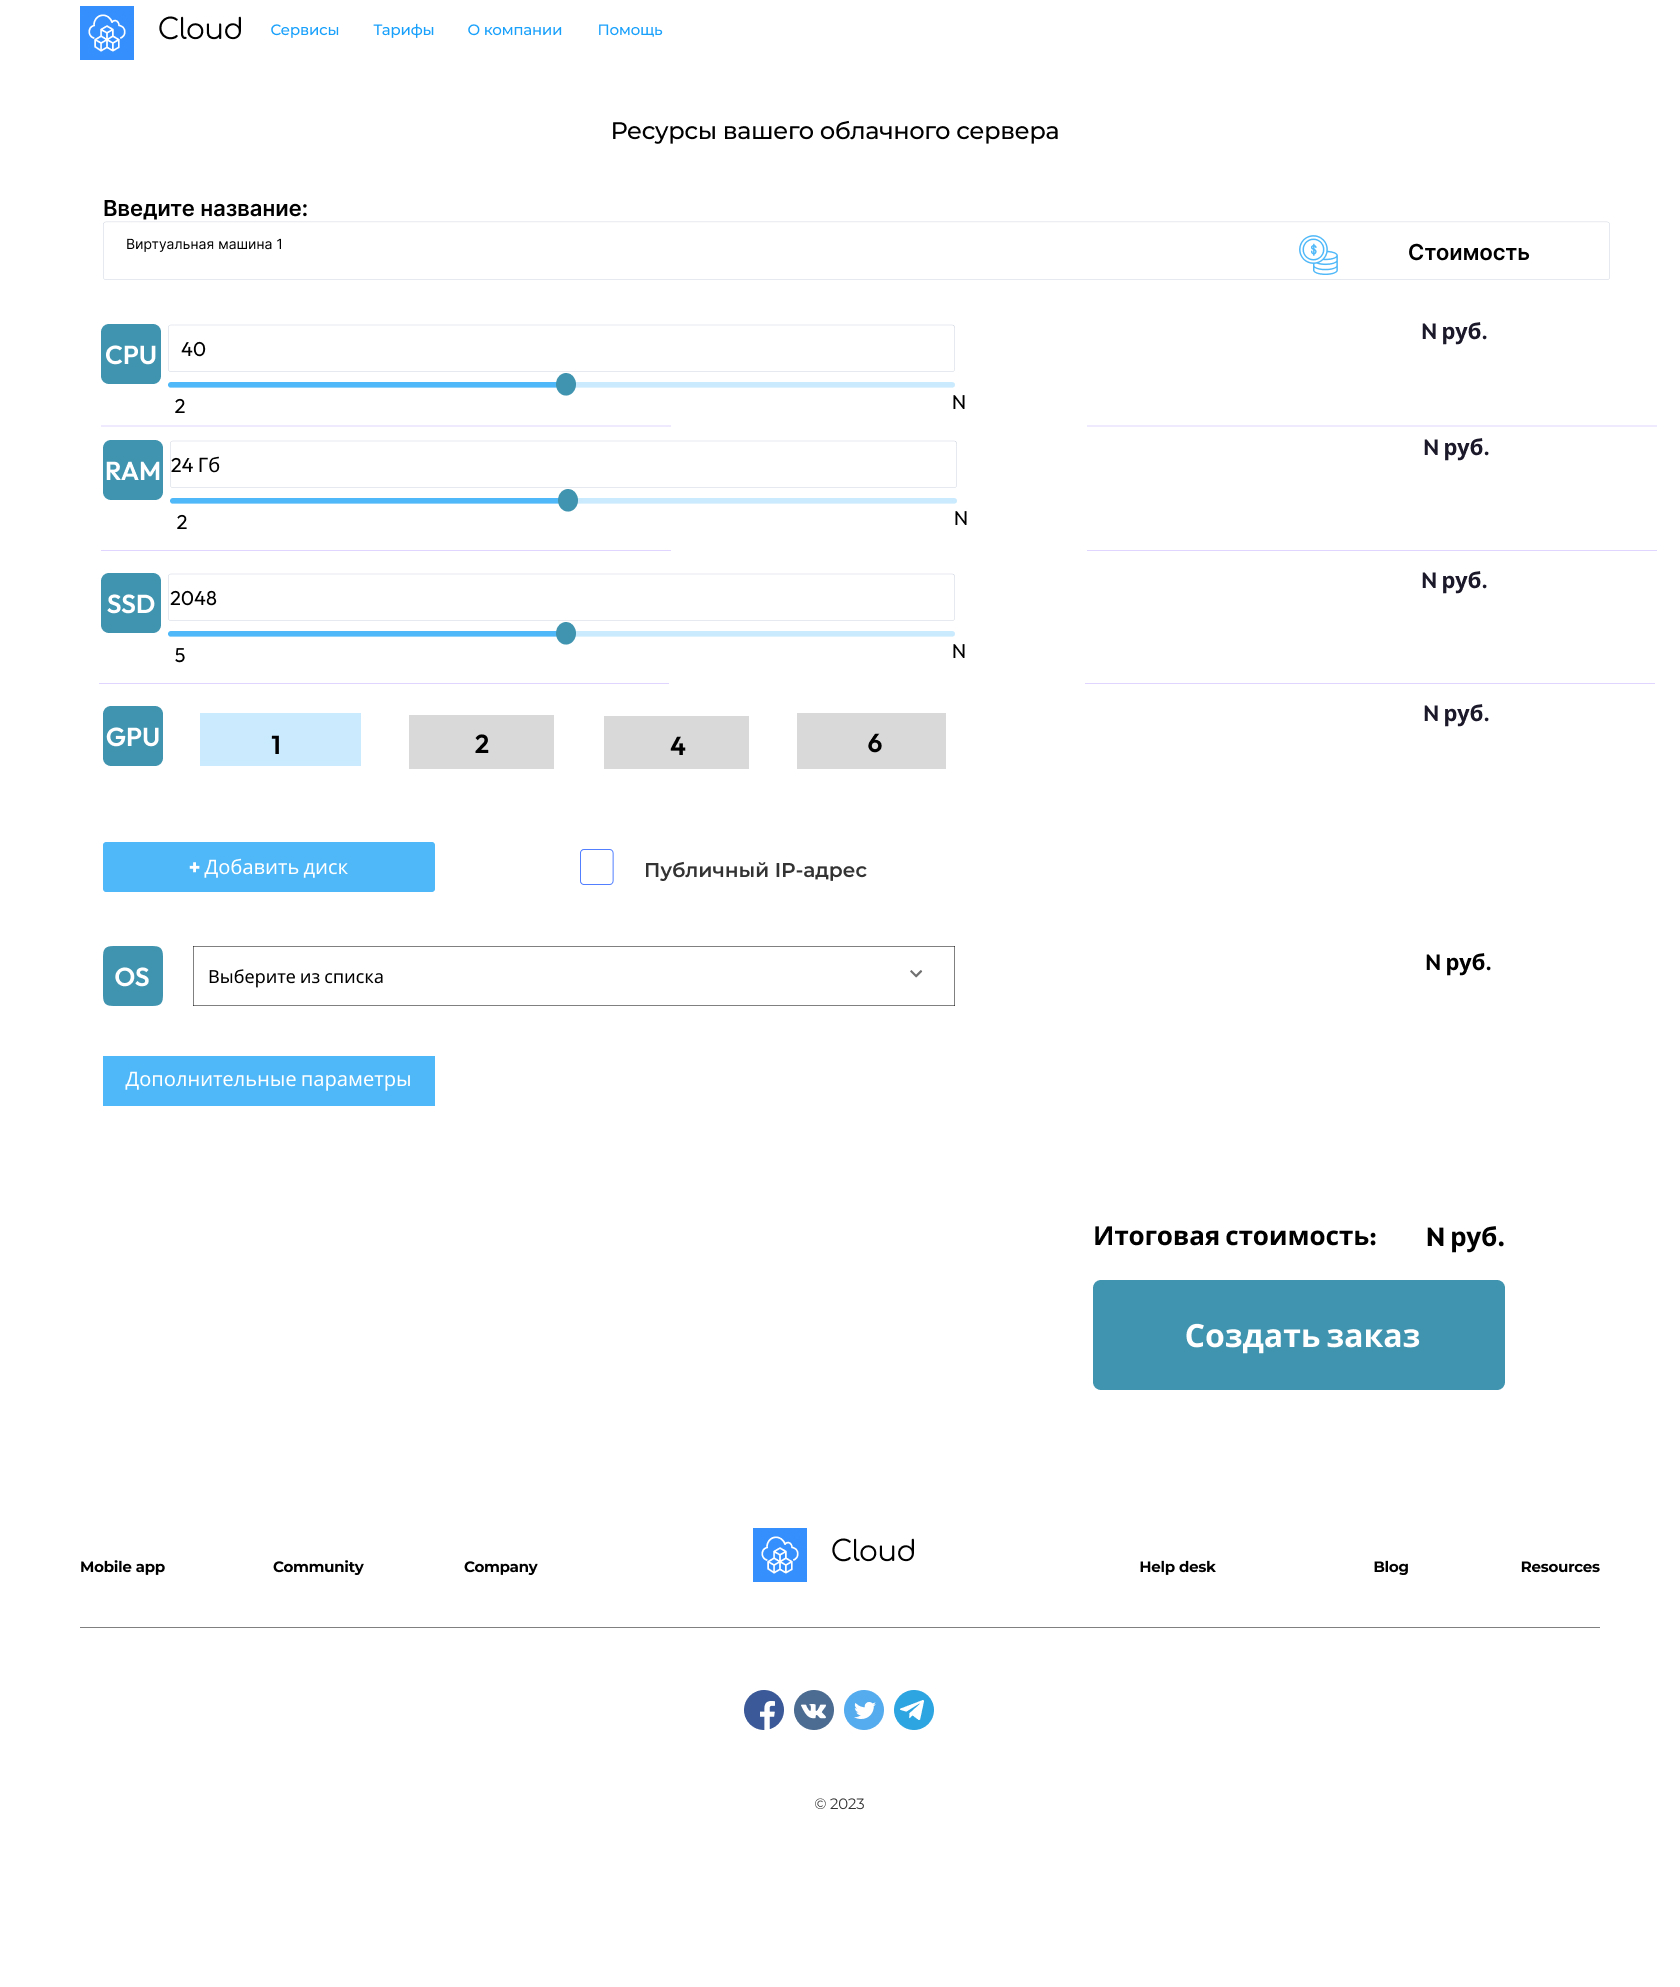 Cloud Сервисы Тарифы О компании Помощь
Ресурсы вашего облачного сервера
Введите название:
Виртуальная машина 1
$ Стоимость
CPU 40 N руб.
2 N
RAM 24 Гб N руб.
2 N
SSD 2048 N руб.
5 N
GPU 1 2 4 6 N руб.
+ Добавить диск Публичный IP-адрес
OS Выберите из списка N руб.
Дополнительные параметры
Итоговая стоимость: N руб.
Создать заказ
Mobile app Community Company Cloud Help desk Blog Resources
© 2023